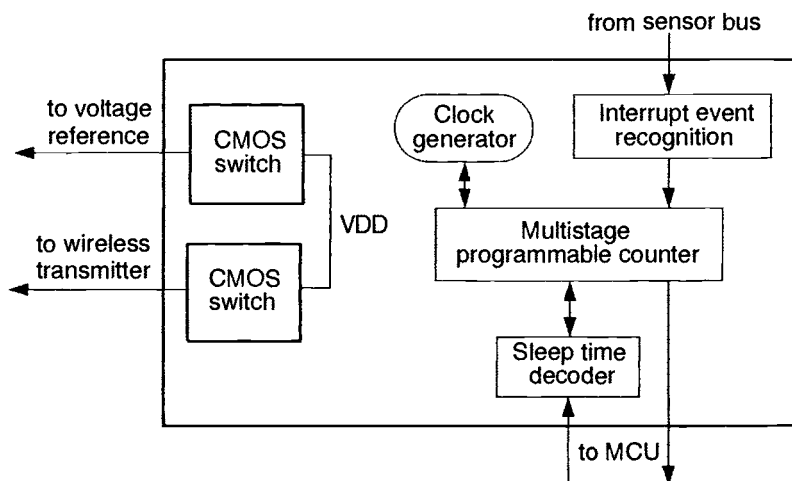 from sensor bus
to voltage
reference
CMOS
switch
Clock
generator
Interrupt event
recognition
VDD
Multistage
programmable counter
to wireless
transmitter
CMOS
switch
Sleep time
decoder
to MCU